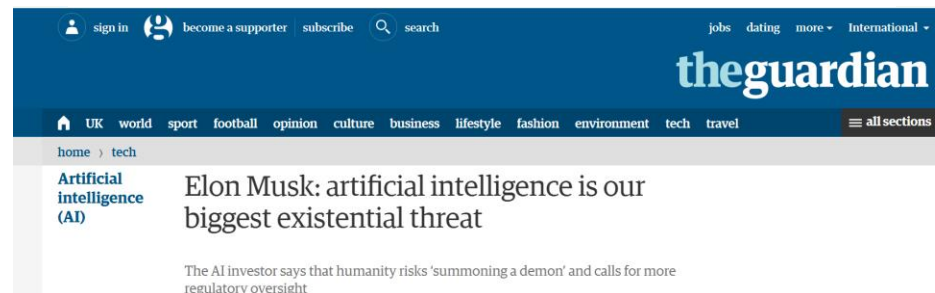 sign in become a supporter subscribe search jobs dating more International
theguardian
UK world sport football opinion culture business lifestyle fashion environment tech travel all sections
home › tech
Artificial
intelligence
(AI)
Elon Musk: artificial intelligence is our
biggest existential threat
The AI investor says that humanity risks ‘summoning a demon’ and calls for more
regulatory oversight